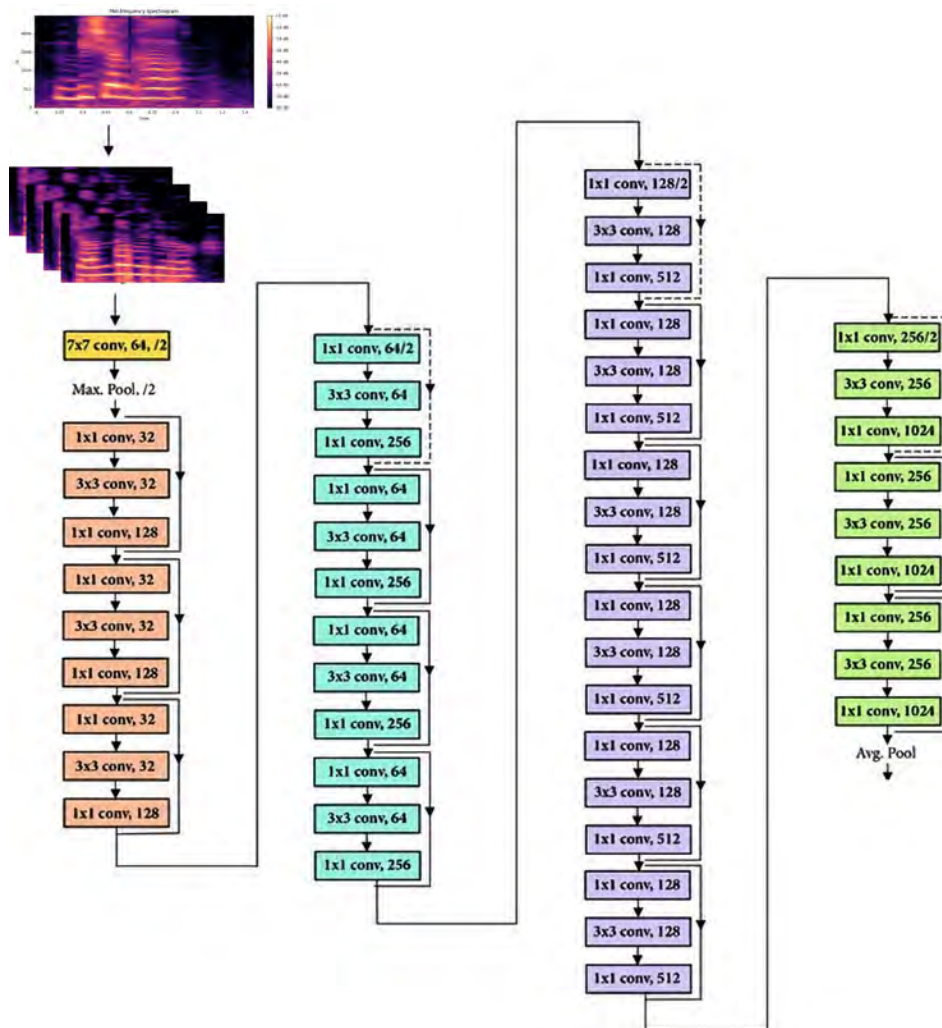 Mel-frequency spectrogram
7x7 conv, 64, /2
Max. Pool, /2
1x1 conv, 32
3x3 conv, 32
1x1 conv, 128
1x1 conv, 32
3x3 conv, 32
1x1 conv, 128
1x1 conv, 32
3x3 conv, 32
1x1 conv, 128
1x1 conv, 64/2
3x3 conv, 64
1x1 conv, 256
1x1 conv, 64
3x3 conv, 64
1x1 conv, 256
1x1 conv, 64
3x3 conv, 64
1x1 conv, 256
1x1 conv, 64
3x3 conv, 64
1x1 conv, 256
1x1 conv, 128/2
3x3 conv, 128
1x1 conv, 512
1x1 conv, 128
3x3 conv, 128
1x1 conv, 512
1x1 conv, 128
3x3 conv, 128
1x1 conv, 512
1x1 conv, 128
3x3 conv, 128
1x1 conv, 512
1x1 conv, 128
3x3 conv, 128
1x1 conv, 512
1x1 conv, 128
3x3 conv, 128
1x1 conv, 512
1x1 conv, 256/2
3x3 conv, 256
1x1 conv, 1024
1x1 conv, 256
3x3 conv, 256
1x1 conv, 1024
1x1 conv, 256
3x3 conv, 256
1x1 conv, 1024
Avg. Pool